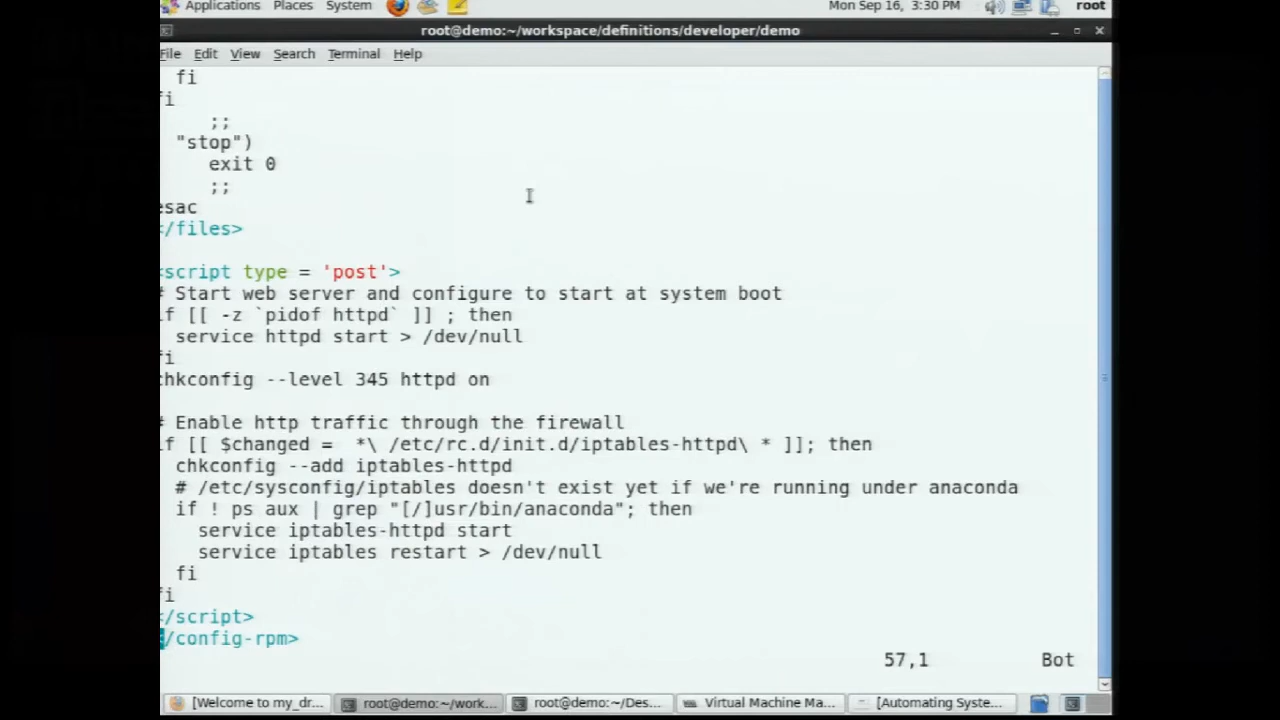 Applications Places System Mon Sep 16, 3:30 PM root
root@demo:~/workspace/definitions/developer/demo
File Edit View Search Terminal Help
fi
fi
;;
"stop")
exit 0
;;
esac
</files>
<script type = 'post'>
# Start web server and configure to start at system boot
if [[ -z `pidof httpd` ]] ; then
service httpd start > /dev/null
fi
chkconfig --level 345 httpd on
# Enable http traffic through the firewall
if [[ $changed =  *\ /etc/rc.d/init.d/iptables-httpd\ * ]]; then
chkconfig --add iptables-httpd
# /etc/sysconfig/iptables doesn't exist yet if we're running under anaconda
if ! ps aux | grep "[/]usr/bin/anaconda"; then
service iptables-httpd start
service iptables restart > /dev/null
fi
fi
</script>
</config-rpm>
57,1 Bot
[Welcome to my_dr... root@demo:~/work... root@demo:~/Des... Virtual Machine Ma... [Automating Syste...